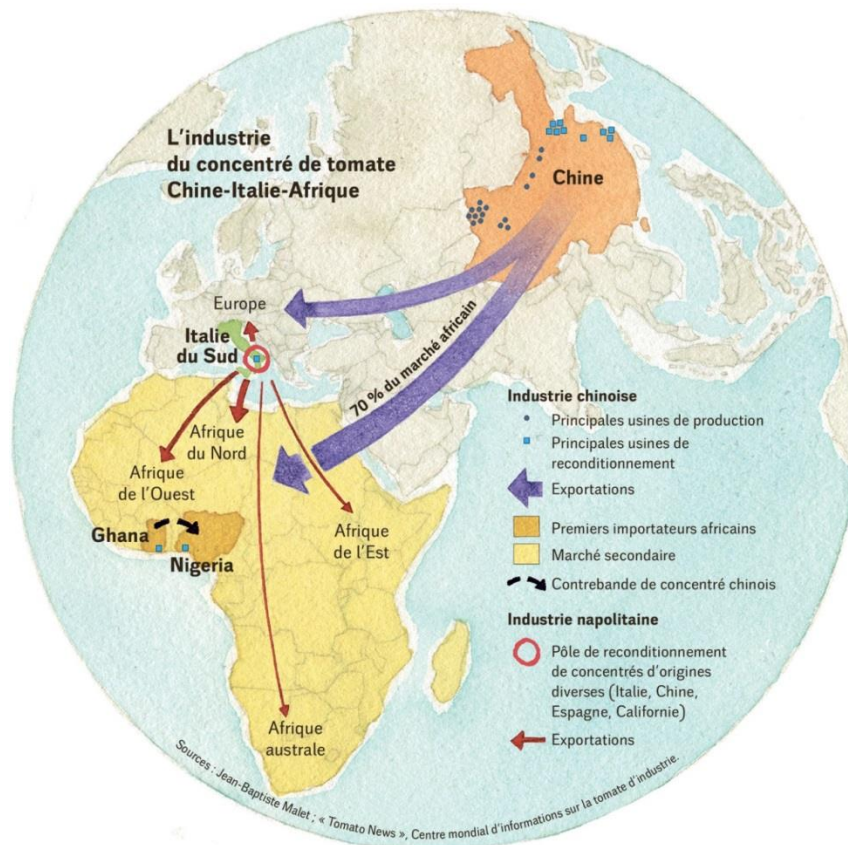 L'industrie
du concentré de tomate
Chine-Italie-Afrique
Chine
Europe
Italie
du Sud
70 % du marché africain
Afrique
du Nord
Afrique
de l'Ouest
Ghana
Nigeria
Afrique
de l'Est
Afrique
australe
Industrie chinoise
Principales usines de production
Principales usines de
reconditionnement
Exportations
Premiers importateurs africains
Marché secondaire
Contrebande de concentré chinois
Industrie napolitaine
Pôle de reconditionnement
de concentrés d'origines
diverses (Italie, Chine,
Espagne, Californie)
Exportations
Sources : Jean-Baptiste Malet ; « Tomato News », Centre mondial d'informations sur la tomate d'industrie.